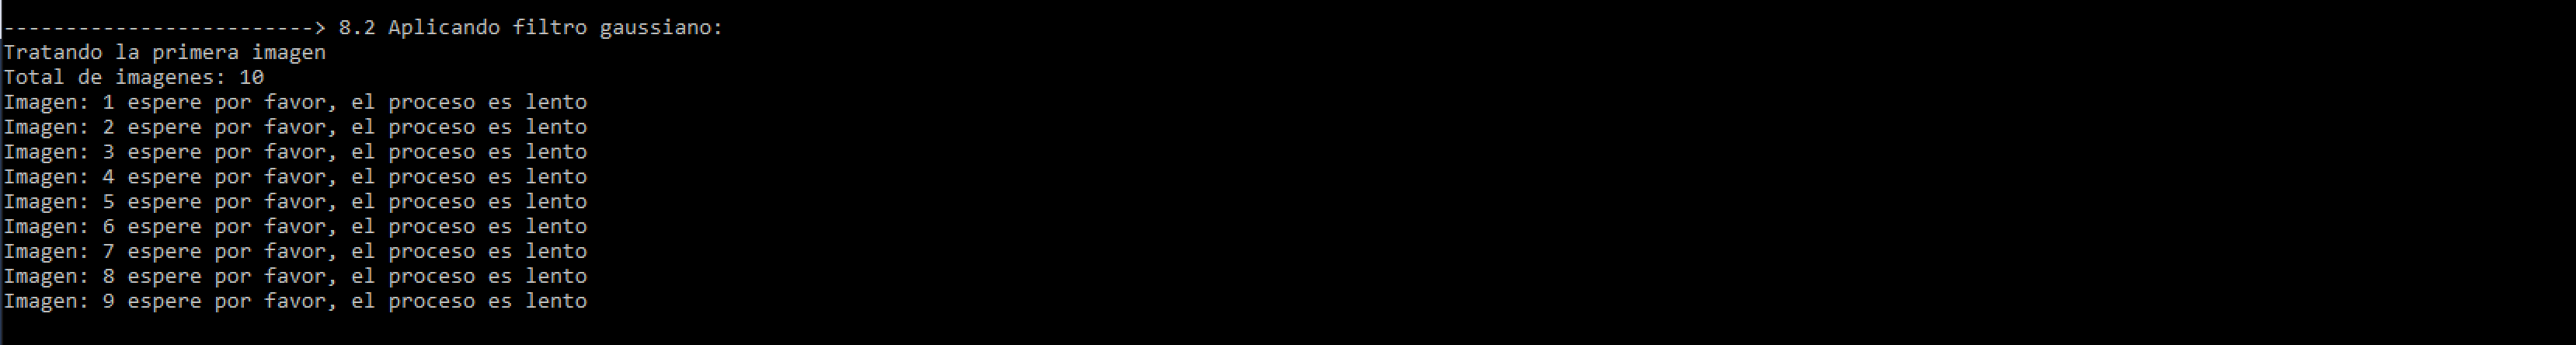 -------------------------> 8.2 Aplicando filtro gaussiano:
Tratando la primera imagen
Total de imagenes: 10
Imagen: 1 espere por favor, el proceso es lento
Imagen: 2 espere por favor, el proceso es lento
Imagen: 3 espere por favor, el proceso es lento
Imagen: 4 espere por favor, el proceso es lento
Imagen: 5 espere por favor, el proceso es lento
Imagen: 6 espere por favor, el proceso es lento
Imagen: 7 espere por favor, el proceso es lento
Imagen: 8 espere por favor, el proceso es lento
Imagen: 9 espere por favor, el proceso es lento